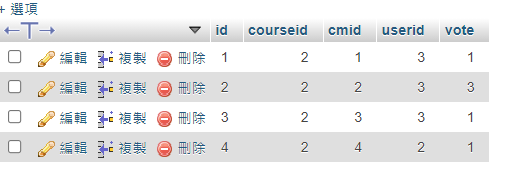 + 選項
←T→ id courseid cmid userid vote
編輯 複製 刪除 1 2 1 3 1
編輯 複製 刪除 2 2 2 3 3
編輯 複製 刪除 3 2 3 3 1
編輯 複製 刪除 4 2 4 2 1